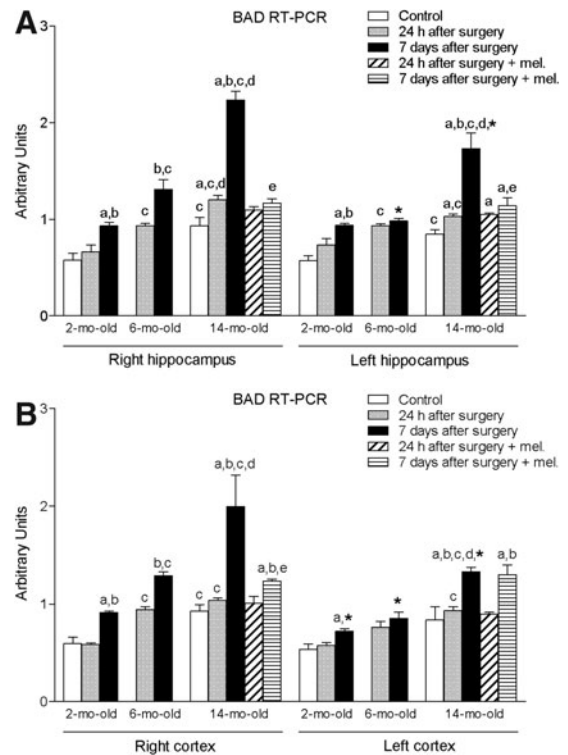 A
BAD RT-PCR
Control
24 h after surgery
7 days after surgery
24 h after surgery + mel.
7 days after surgery + mel.
Arbitrary Units
3
2
1
0
a,b
c
b,c
c
a,c,d
a,b,c,d
e
a,b
c
*
c
a,c
a,b,c,d,*
a
a,e
2-mo-old 6-mo-old 14-mo-old 2-mo-old 6-mo-old 14-mo-old
Right hippocampus Left hippocampus
B
BAD RT-PCR
Control
24 h after surgery
7 days after surgery
24 h after surgery + mel.
7 days after surgery + mel.
Arbitrary Units
3
2
1
0
a,b
c
b,c
c
c
a,b,c,d
a,b,e
a,*
*
c
a,b,c,d,*
a,b
2-mo-old 6-mo-old 14-mo-old 2-mo-old 6-mo-old 14-mo-old
Right cortex Left cortex